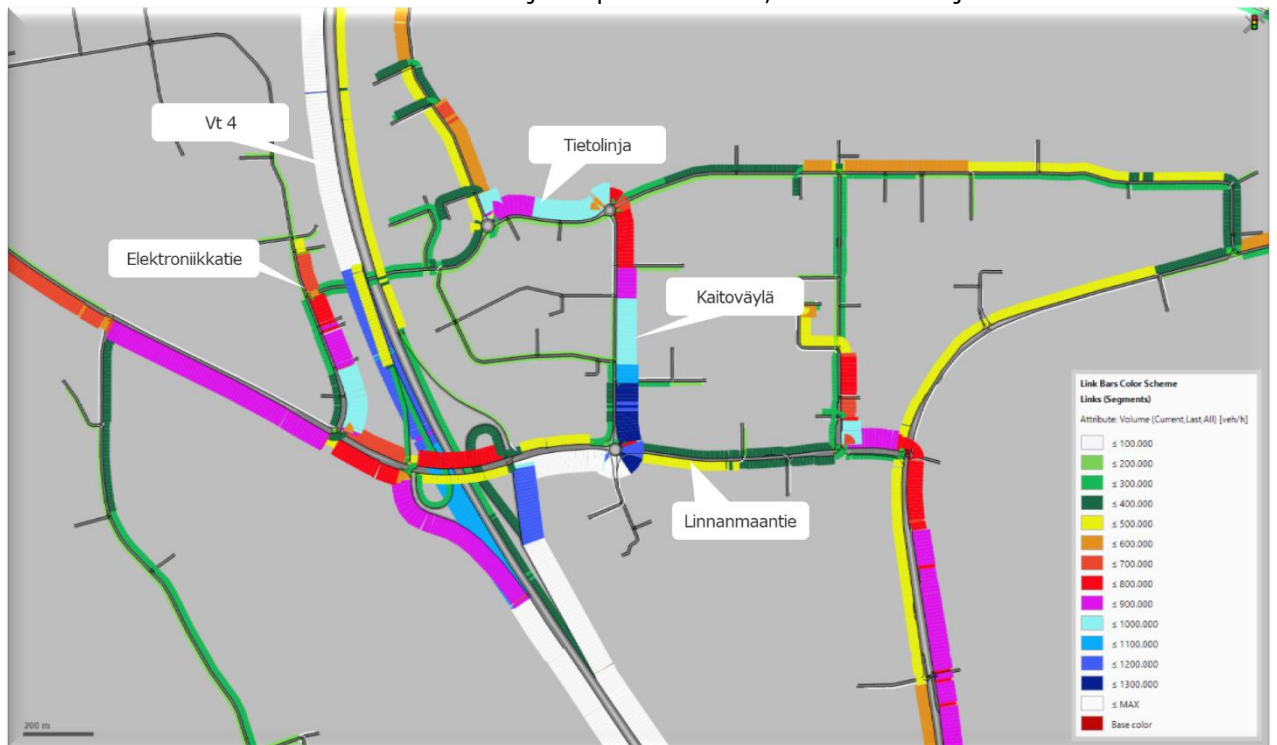 Vt 4
Tietolinja
Elektroniikkatie
Kaitoväylä
Linnanmaantie
Link Bars Color Scheme
Links (Segments)
Attribute: Volume (Current,Last,All) [veh/h]
≤ 100.000
≤ 200.000
≤ 300.000
≤ 400.000
≤ 500.000
≤ 600.000
≤ 700.000
≤ 800.000
≤ 900.000
≤ 1000.000
≤ 1100.000
≤ 1200.000
≤ 1300.000
≤ MAX
Base color
200 m